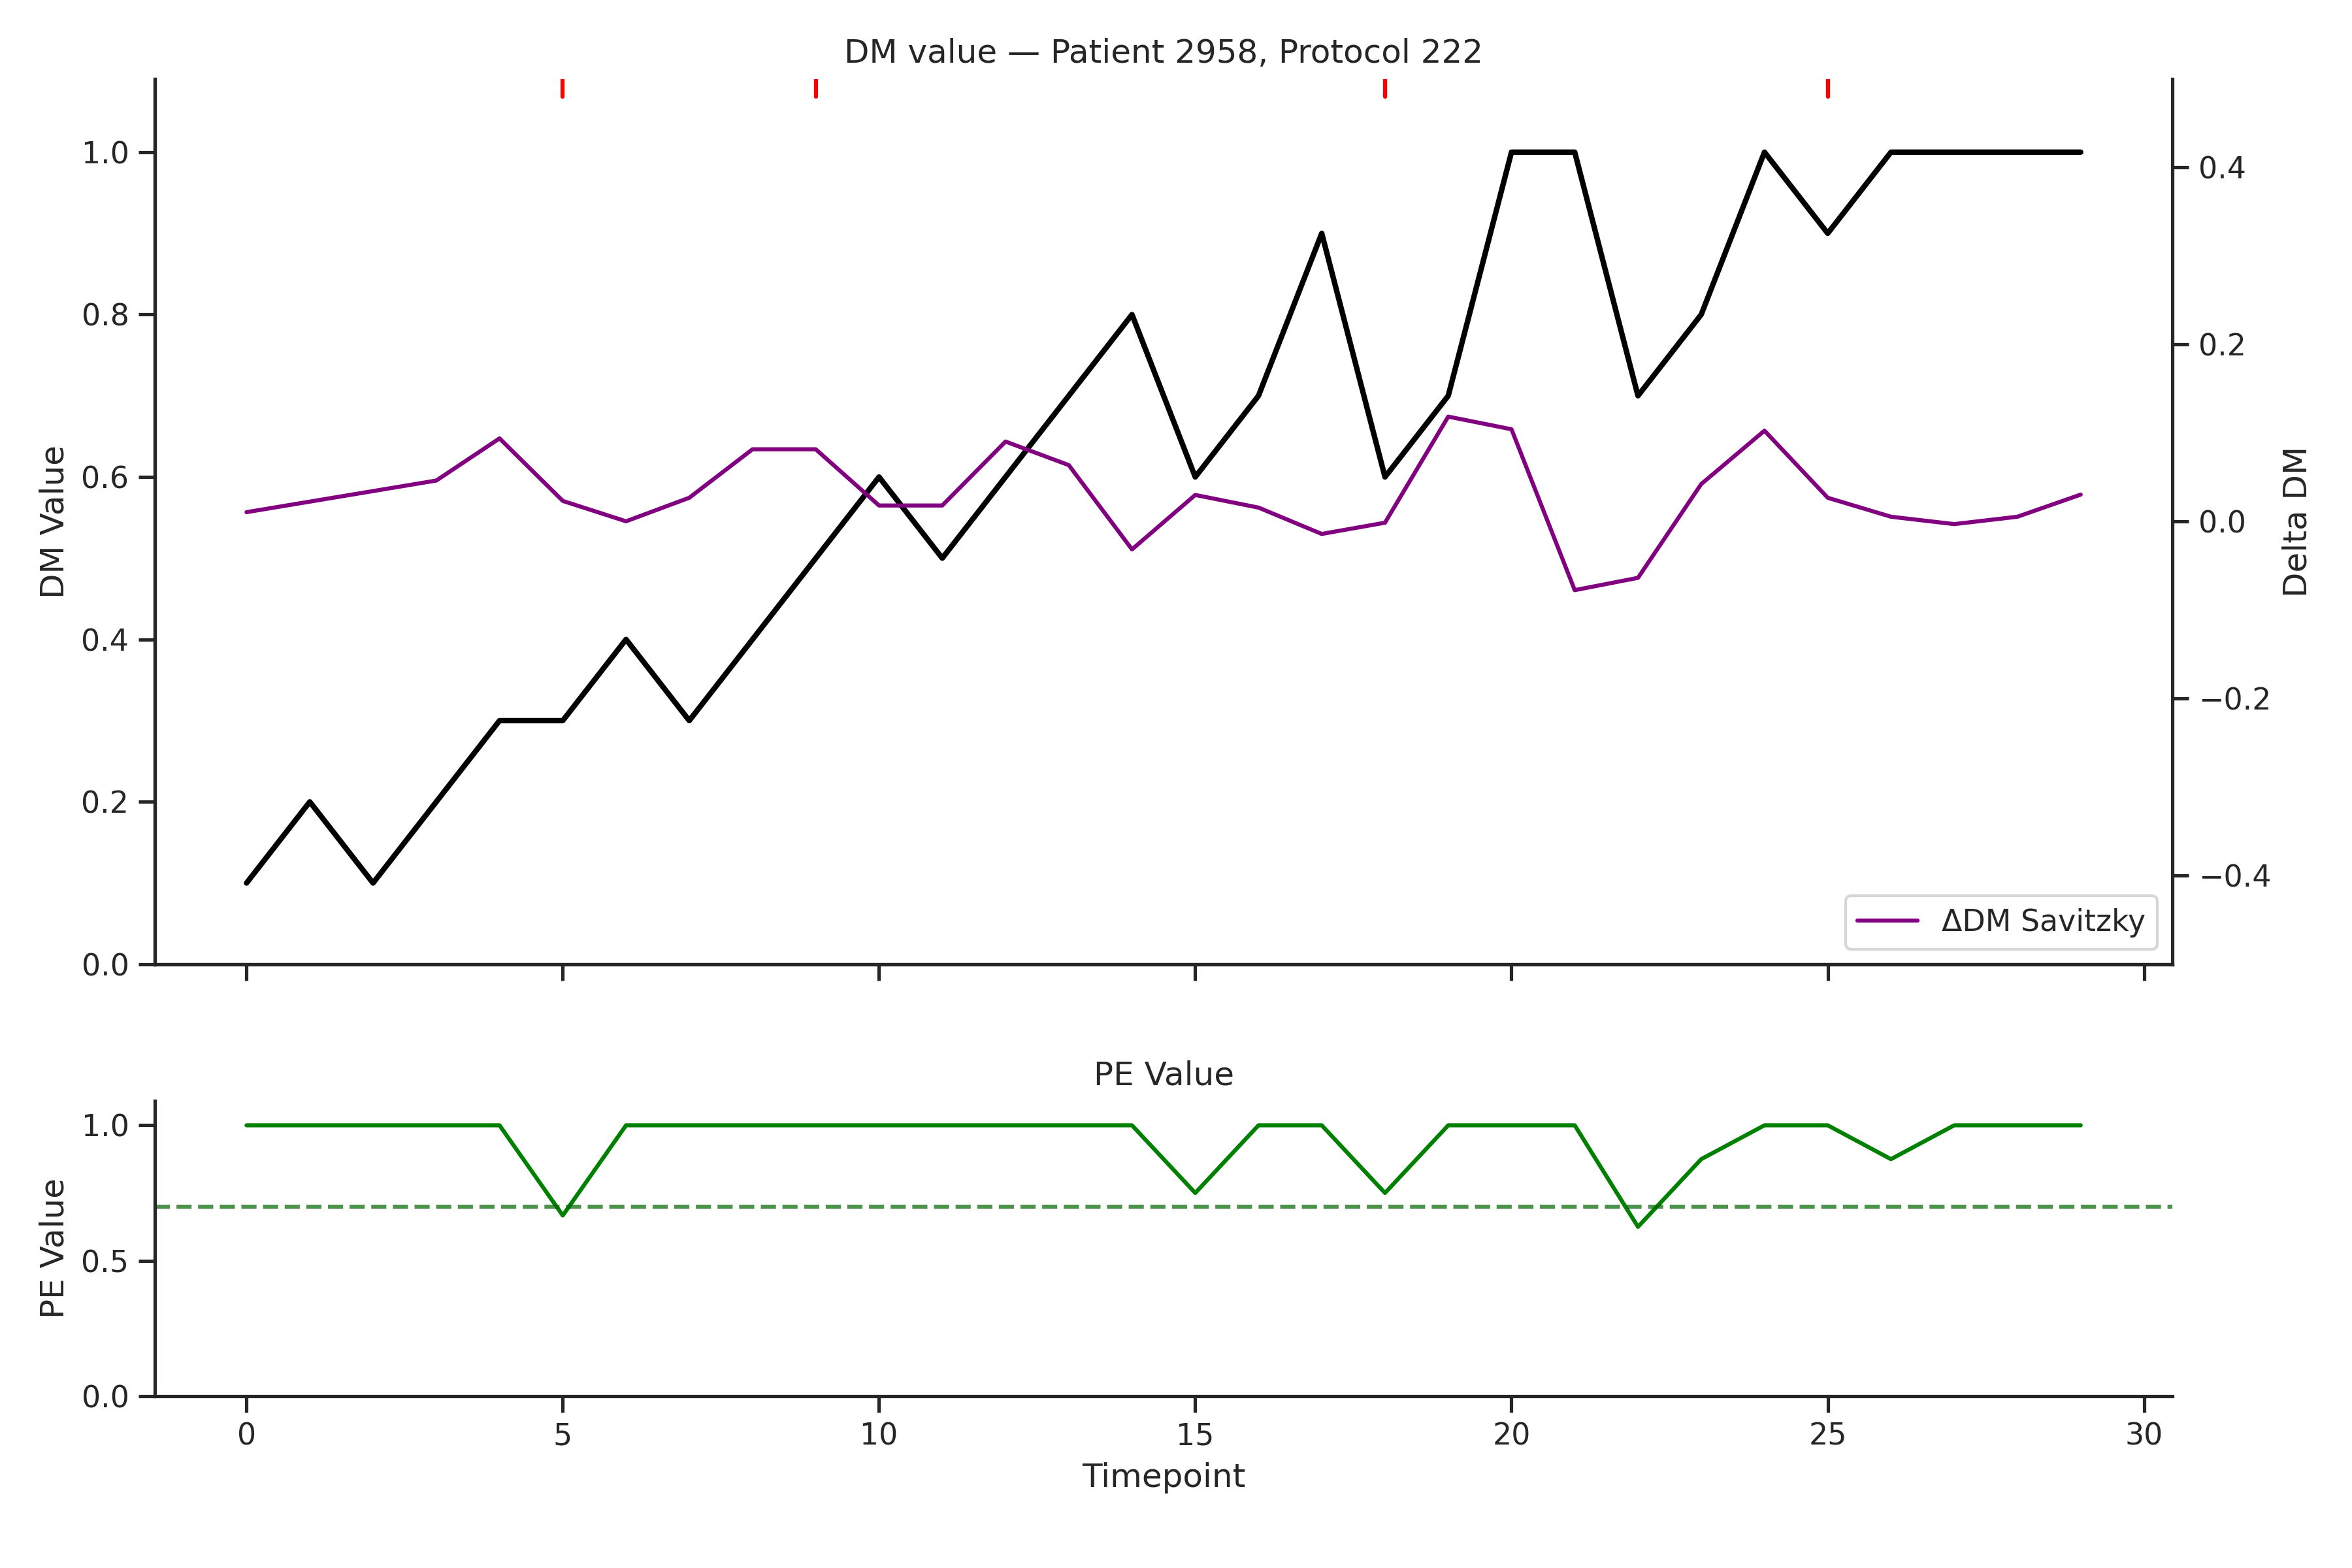 DM value — Patient 2958, Protocol 222
1.0
0.8
0.6
0.4
0.2
0.0
DM Value
0.4
0.2
0.0
−0.2
−0.4
Delta DM
ΔDM Savitzky
PE Value
1.0
0.5
0.0
PE Value
0 5 10 15 20 25 30
Timepoint